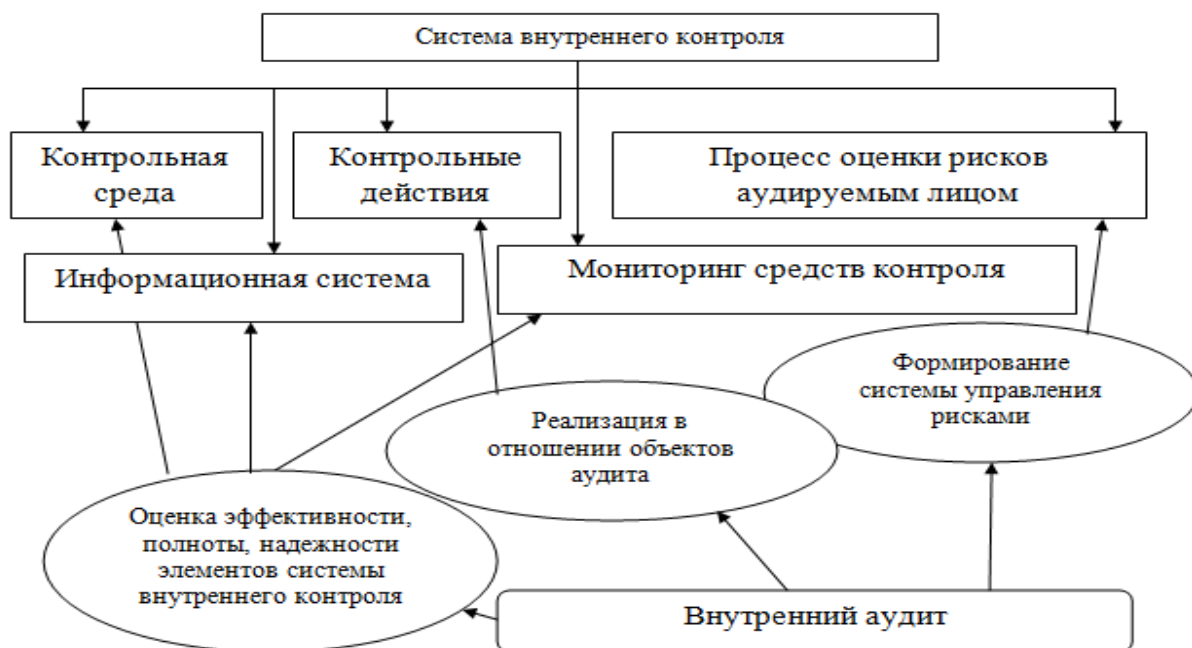 Система внутреннего контроля
Контрольная
среда
Контрольные
действия
Процесс оценки рисков
аудируемым лицом
Информационная система
Мониторинг средств контроля
Формирование
системы управления
рисками
Реализация в
отношении объектов
аудита
Оценка эффективности,
полноты, надежности
элементов системы
внутреннего контроля
Внутренний аудит